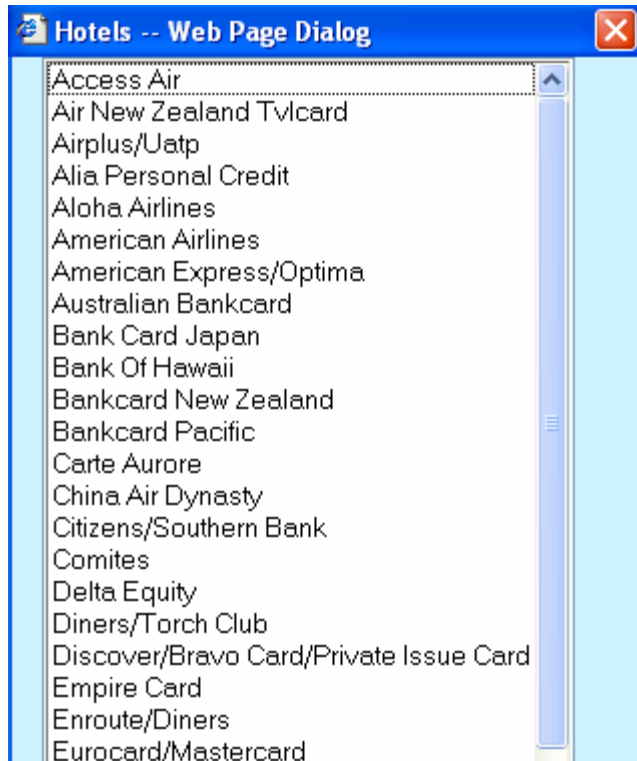 Hotels -- Web Page Dialog
Access Air
Air New Zealand Tvlcard
Airplus/Uatp
Alia Personal Credit
Aloha Airlines
American Airlines
American Express/Optima
Australian Bankcard
Bank Card Japan
Bank Of Hawaii
Bankcard New Zealand
Bankcard Pacific
Carte Aurore
China Air Dynasty
Citizens/Southern Bank
Comites
Delta Equity
Diners/Torch Club
Discover/Bravo Card/Private Issue Card
Empire Card
Enroute/Diners
Eurocard/Mastercard